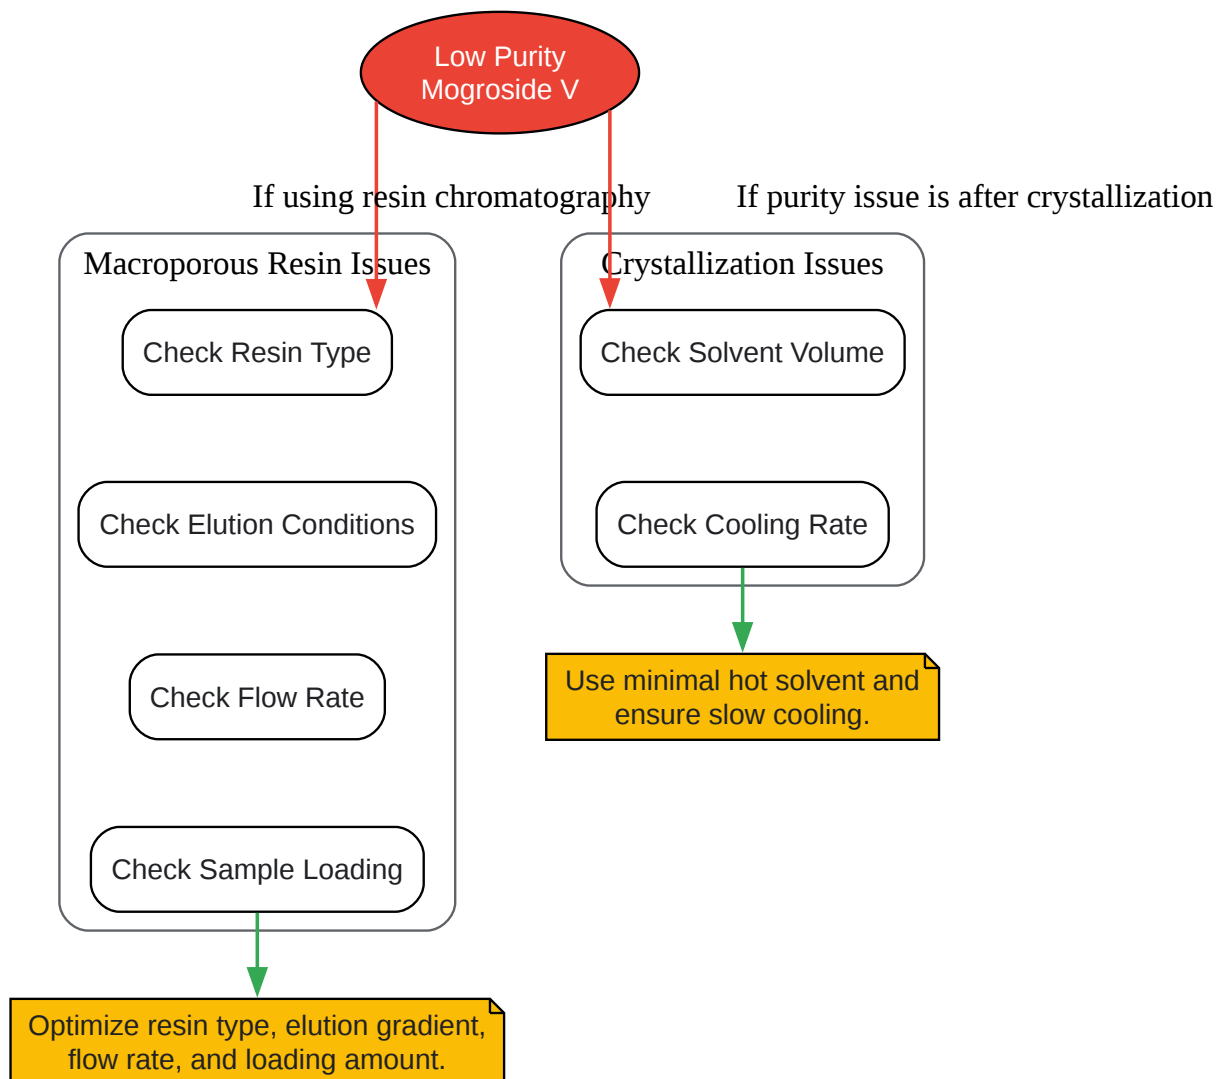 Low Purity
Mogroside V
If using resin chromatography
If purity issue is after crystallization
Macroporous Resin Issues
Crystallization Issues
Check Resin Type
Check Solvent Volume
Check Elution Conditions
Check Cooling Rate
Check Flow Rate
Use minimal hot solvent and
ensure slow cooling.
Check Sample Loading
Optimize resin type, elution gradient,
flow rate, and loading amount.